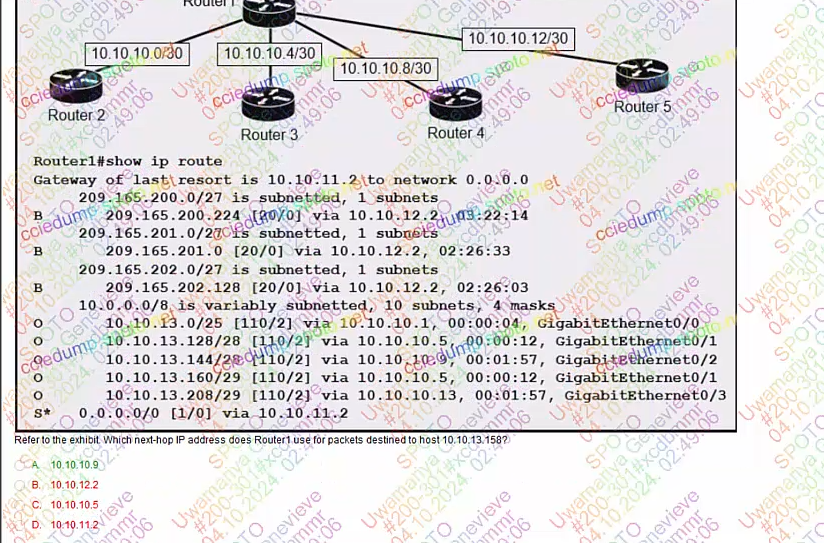 Router1
10.10.10.0/30
10.10.10.4/30
10.10.10.8/30
10.10.10.12/30
Router 2
Router 3
Router 4
Router 5
Router1#show ip route
Gateway of last resort is 10.10.11.2 to network 0.0.0.0
209.165.200.0/27 is subnetted, 1 subnets
B 209.165.200.224 [20/0] via 10.10.12.2, 03:22:14
209.165.201.0/27 is subnetted, 1 subnets
B 209.165.201.0 [20/0] via 10.10.12.2, 02:26:33
209.165.202.0/27 is subnetted, 1 subnets
B 209.165.202.128 [20/0] via 10.10.12.2, 02:26:03
10.0.0.0/8 is variably subnetted, 10 subnets, 4 masks
O 10.10.13.0/25 [110/2] via 10.10.10.1, 00:00:04, GigabitEthernet0/0
O 10.10.13.128/28 [110/2] via 10.10.10.5, 00:00:12, GigabitEthernet0/1
O 10.10.13.144/28 [110/2] via 10.10.10.9, 00:01:57, GigabitEthernet0/2
O 10.10.13.160/29 [110/2] via 10.10.10.5, 00:00:12, GigabitEthernet0/1
O 10.10.13.208/29 [110/2] via 10.10.10.13, 00:01:57, GigabitEthernet0/3
S* 0.0.0.0/0 [1/0] via 10.10.11.2
Refer to the exhibit. Which next-hop IP address does Router1 use for packets destined to host 10.10.13.158?
A. 10.10.10.9
B. 10.10.12.2
C. 10.10.10.5
D. 10.10.11.2
cciedump.spoto.net
SPOTO
Uwamanya Genevieve
04.10.2024 02:49:06